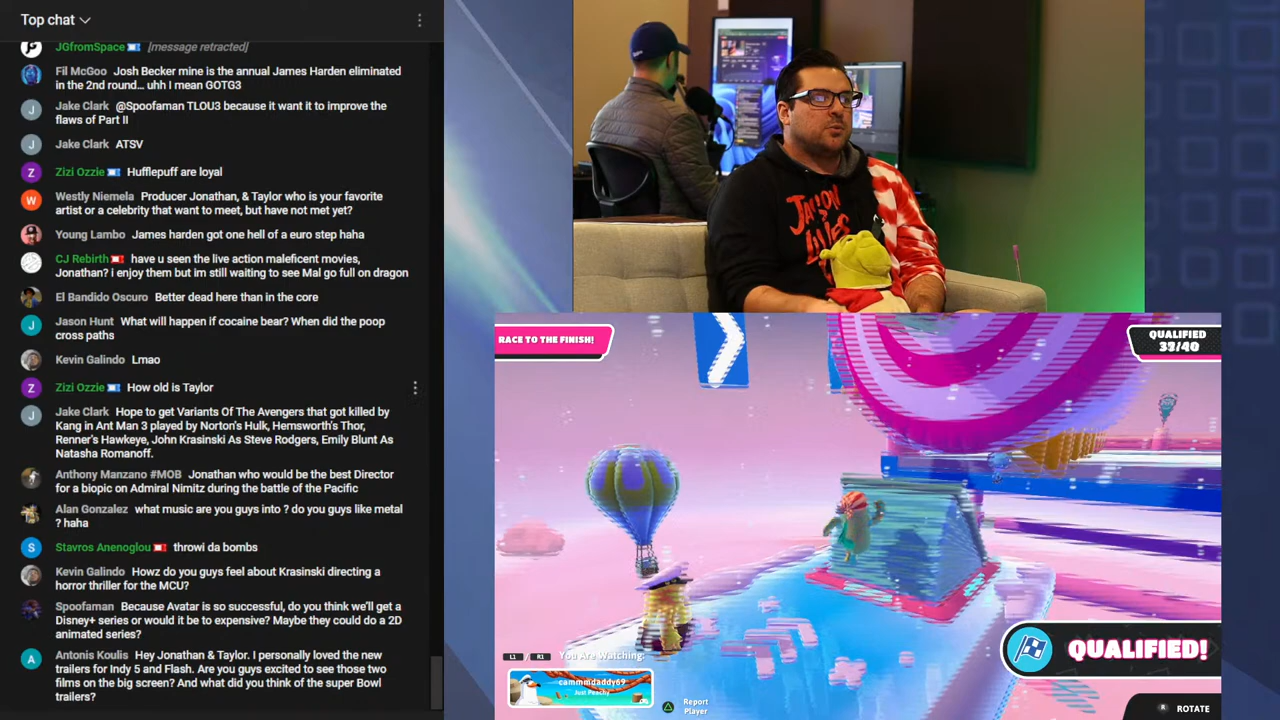 Top chat
JGfromSpace [message retracted]
Fil McGoo Josh Becker mine is the annual James Harden eliminated
in the 2nd round... uhh I mean GOTG3
Jake Clark @Spoofaman TLOU3 because it want it to improve the
flaws of Part II
Jake Clark ATSV
Zizi Ozzie Hufflepuff are loyal
Westly Niemela Producer Jonathan, & Taylor who is your favorite
artist or a celebrity that want to meet, but have not met yet?
Young Lambo James harden got one hell of a euro step haha
CJ Rebirth have u seen the live action maleficent movies,
Jonathan? i enjoy them but im still waiting to see Mal go full on dragon
El Bandido Oscuro Better dead here than in the core
Jason Hunt What will happen if cocaine bear? When did the poop
cross paths
Kevin Galindo Lmao
Zizi Ozzie How old is Taylor
Jake Clark Hope to get Variants Of The Avengers that got killed by
Kang in Ant Man 3 played by Norton's Hulk, Hemsworth's Thor,
Renner's Hawkeye, John Krasinski As Steve Rodgers, Emily Blunt As
Natasha Romanoff.
Anthony Manzano #MOB Jonathan who would be the best Director
for a biopic on Admiral Nimitz during the battle of the Pacific
Alan Gonzalez what music are you guys into ? do you guys like metal
? haha
Stavros Anenoglou throwi da bombs
Kevin Galindo Howz do you guys feel about Krasinski directing a
horror thriller for the MCU?
Spoofaman Because Avatar is so successful, do you think we'll get a
Disney+ series or would it be to expensive? Maybe they could do a 2D
animated series?
Antonis Koulis Hey Jonathan & Taylor. I personally loved the new
trailers for Indy 5 and Flash. are you guys excited to see these two
films on the big screen? And what did you think of the super Bowl
trailers?
JASON
LIVES
RACE TO THE FINISH!
QUALIFIED
L1 / R1 You Are Watching:
cammmdaddy69
Just Peachy
Report
Player
QUALIFIED!
R ROTATE